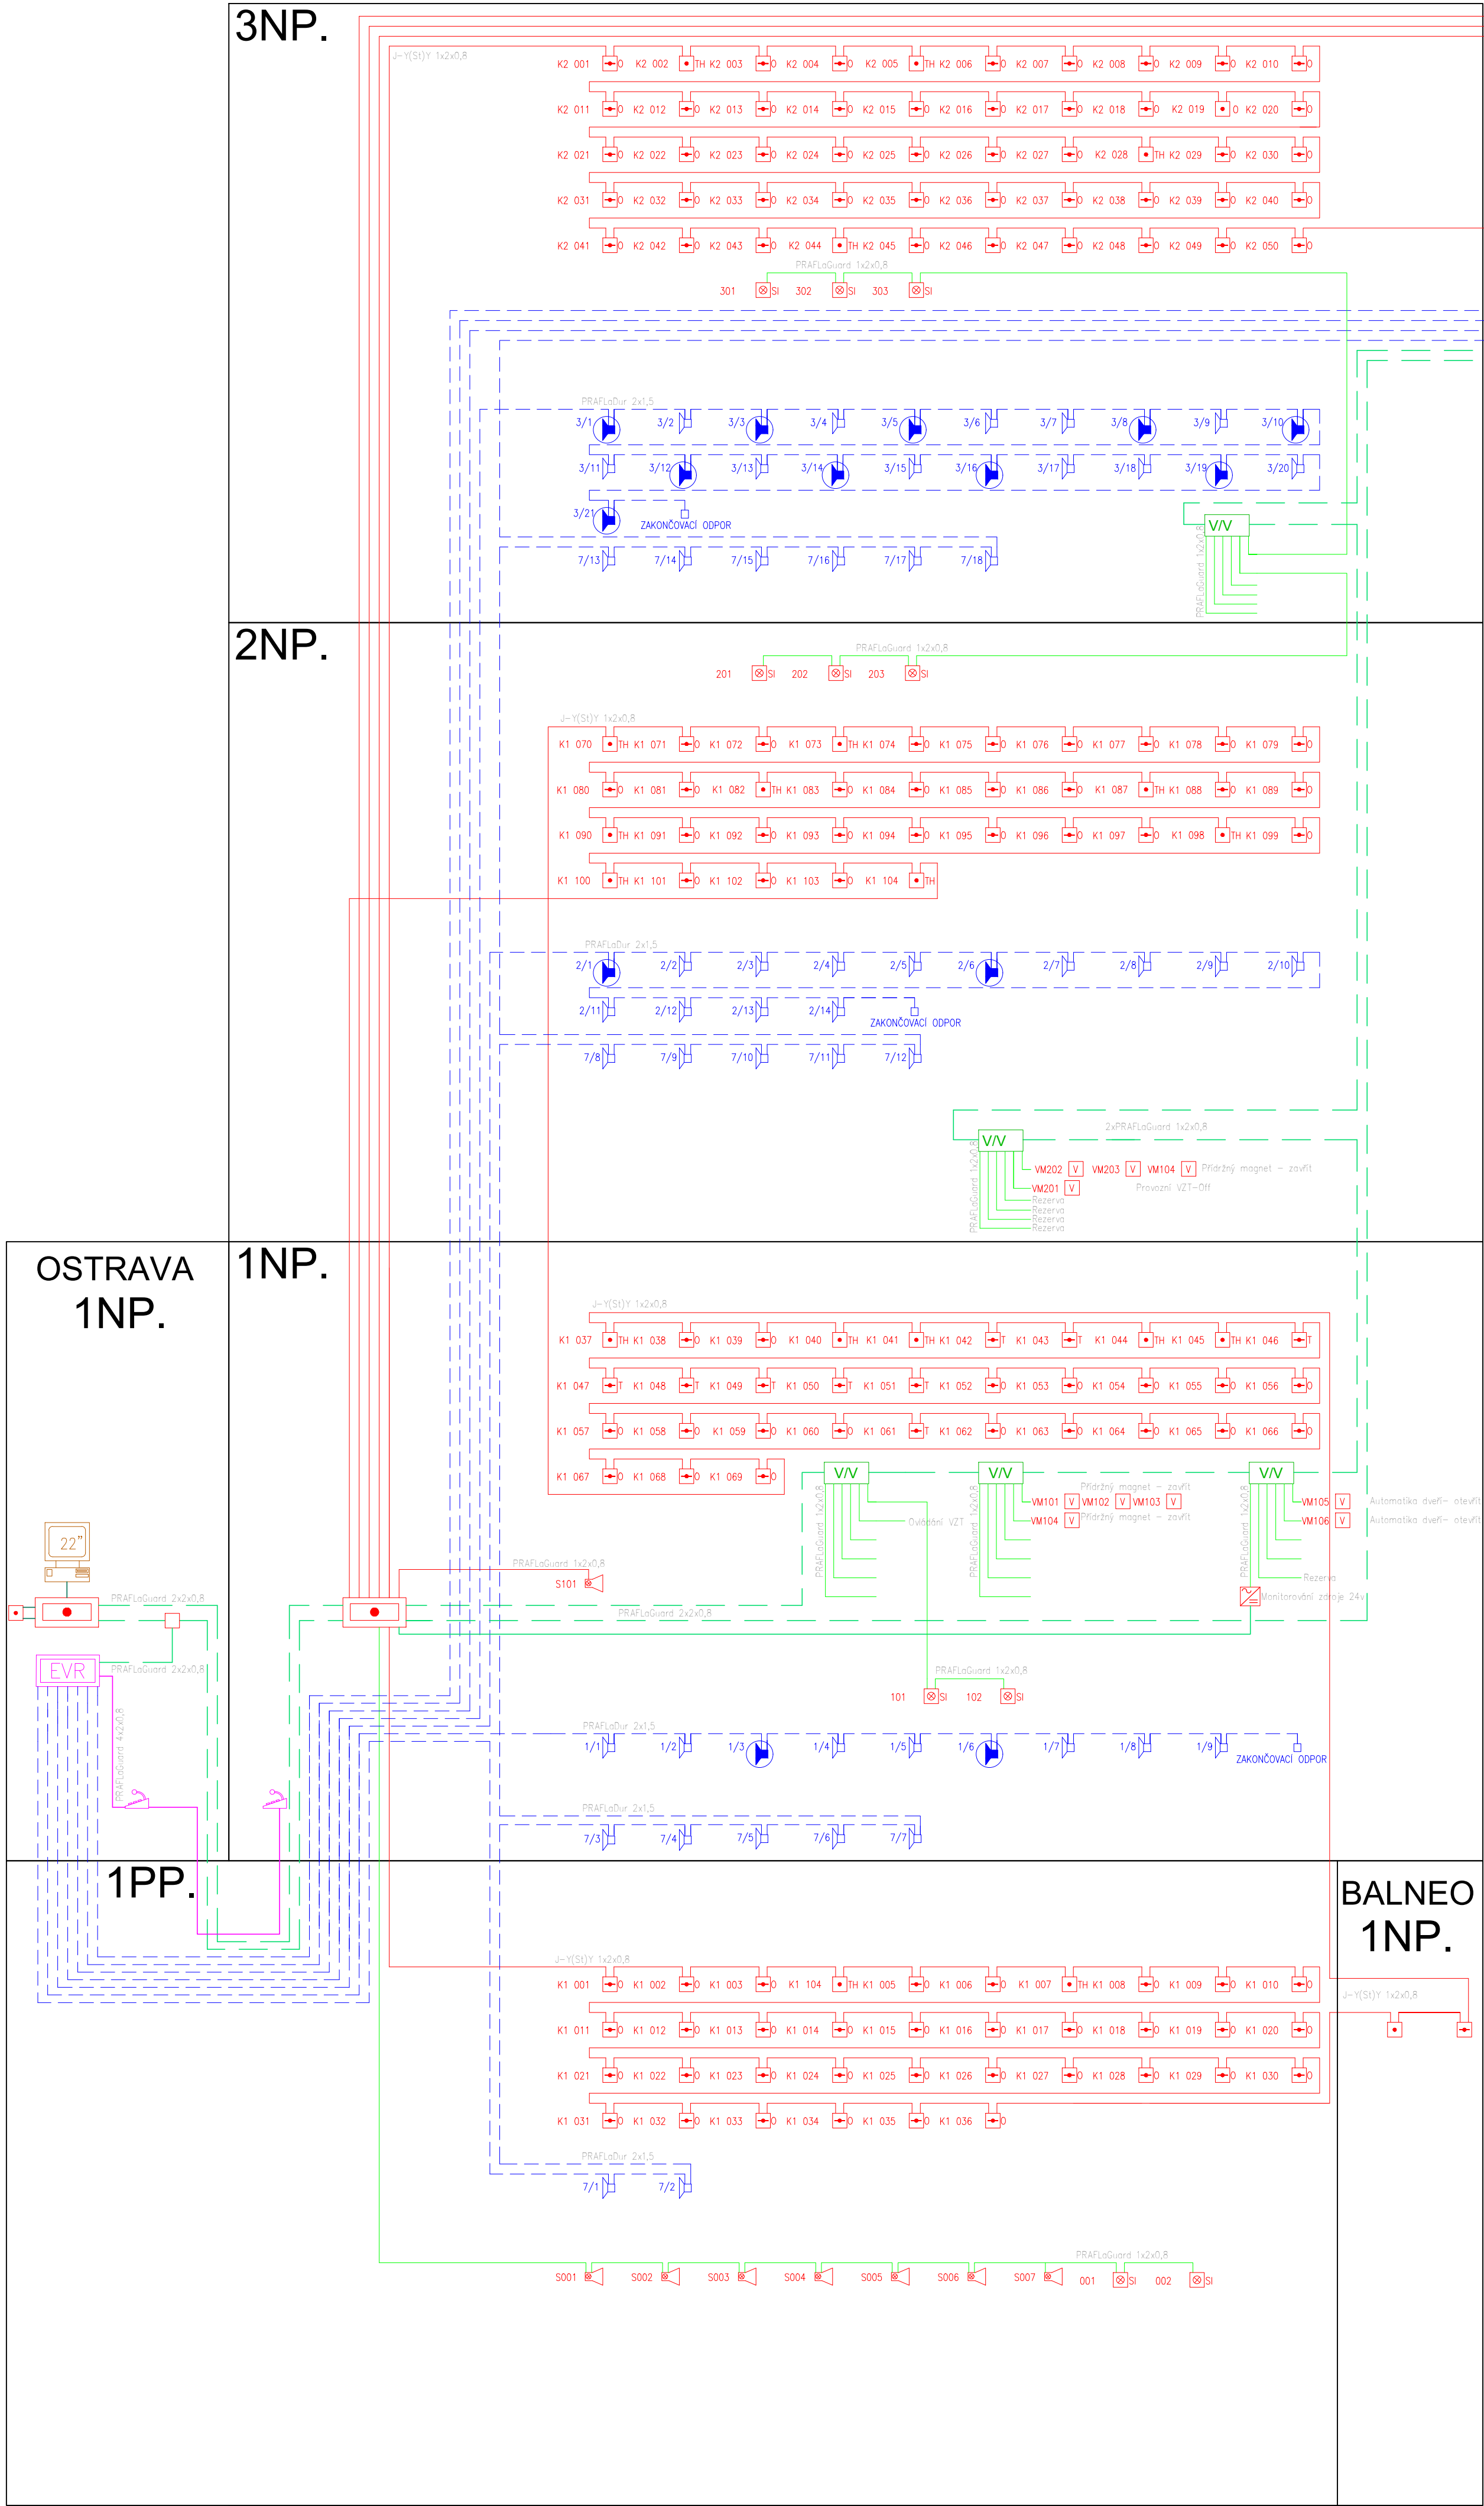 3NP.
J-Y(St)Y 1x2x0,8
K2 001 O K2 002 TH K2 003 O K2 004 O K2 005 TH K2 006 O K2 007 O K2 008 O K2 009 O K2 010 O
K2 011 O K2 012 O K2 013 O K2 014 O K2 015 O K2 016 O K2 017 O K2 018 O K2 019 O K2 020 O
K2 021 O K2 022 O K2 023 O K2 024 O K2 025 O K2 026 O K2 027 O K2 028 TH K2 029 O K2 030 O
K2 031 O K2 032 O K2 033 O K2 034 O K2 035 O K2 036 O K2 037 O K2 038 O K2 039 O K2 040 O
K2 041 O K2 042 O K2 043 O K2 044 TH K2 045 O K2 046 O K2 047 O K2 048 O K2 049 O K2 050 O
PRAFLaGuard 1x2x0,8
301 SI 302 SI 303 SI
PRAFLaDur 2x1,5
3/1 3/2 3/3 3/4 3/5 3/6 3/7 3/8 3/9 3/10
3/11 3/12 3/13 3/14 3/15 3/16 3/17 3/18 3/19 3/20
3/21 ZAKONČOVACÍ ODPOR
V/V
PRAFLaGuard 1x2x0,8
7/13 7/14 7/15 7/16 7/17 7/18
2NP.
PRAFLaGuard 1x2x0,8
201 SI 202 SI 203 SI
J-Y(St)Y 1x2x0,8
K1 070 TH K1 071 O K1 072 O K1 073 TH K1 074 O K1 075 O K1 076 O K1 077 O K1 078 O K1 079 O
K1 080 O K1 081 O K1 082 TH K1 083 O K1 084 O K1 085 O K1 086 O K1 087 TH K1 088 O K1 089 O
K1 090 TH K1 091 O K1 092 O K1 093 O K1 094 O K1 095 O K1 096 O K1 097 O K1 098 TH K1 099 O
K1 100 TH K1 101 O K1 102 O K1 103 O K1 104 TH
PRAFLaDur 2x1,5
2/1 2/2 2/3 2/4 2/5 2/6 2/7 2/8 2/9 2/10
2/11 2/12 2/13 2/14 ZAKONČOVACÍ ODPOR
7/8 7/9 7/10 7/11 7/12
2xPRAFLaGuard 1x2x0,8
V/V
PRAFLaGuard 1x2x0,8
VM202 V VM203 V VM104 V Přídržný magnet - zavřít
VM201 V Provozní VZT-Off
Rezerva
Rezerva
Rezerva
Rezerva
OSTRAVA
1NP.
1NP.
J-Y(St)Y 1x2x0,8
K1 037 TH K1 038 O K1 039 O K1 040 TH K1 041 TH K1 042 T K1 043 T K1 044 TH K1 045 TH K1 046 T
K1 047 T K1 048 T K1 049 T K1 050 T K1 051 T K1 052 O K1 053 O K1 054 O K1 055 O K1 056 O
K1 057 O K1 058 O K1 059 O K1 060 O K1 061 T K1 062 O K1 063 O K1 064 O K1 065 O K1 066 O
K1 067 O K1 068 O K1 069 O
V/V V/V V/V
PRAFLaGuard 1x2x0,8
PRAFLaGuard 1x2x0,8
PRAFLaGuard 1x2x0,8
Přídržný magnet - zavřít
VM101 V VM102 V VM103 V
VM105 V Automatika dveří- otevřít
Ovládání VZT
VM104 V Přídržný magnet - zavřít
VM106 V Automatika dveří- otevřít
Rezerva
Monitorování zdroje 24v
22"
PRAFLaGuard 1x2x0,8
S101
PRAFLaGuard 2x2x0,8
PRAFLaGuard 2x2x0,8
EVR
PRAFLaGuard 2x2x0,8
PRAFLaGuard 4x2x0,8
PRAFLaGuard 1x2x0,8
101 SI 102 SI
PRAFLaDur 2x1,5
1/1 1/2 1/3 1/4 1/5 1/6 1/7 1/8 1/9
ZAKONČOVACÍ ODPOR
PRAFLaDur 2x1,5
7/3 7/4 7/5 7/6 7/7
1PP.
BALNEO
1NP.
J-Y(St)Y 1x2x0,8
K1 001 O K1 002 O K1 003 O K1 104 TH K1 005 O K1 006 O K1 007 TH K1 008 O K1 009 O K1 010 O
J-Y(St)Y 1x2x0,8
K1 011 O K1 012 O K1 013 O K1 014 O K1 015 O K1 016 O K1 017 O K1 018 O K1 019 O K1 020 O
K1 021 O K1 022 O K1 023 O K1 024 O K1 025 O K1 026 O K1 027 O K1 028 O K1 029 O K1 030 O
K1 031 O K1 032 O K1 033 O K1 034 O K1 035 O K1 036 O
PRAFLaDur 2x1,5
7/1 7/2
PRAFLaGuard 1x2x0,8
S001 S002 S003 S004 S005 S006 S007 001 SI 002 SI